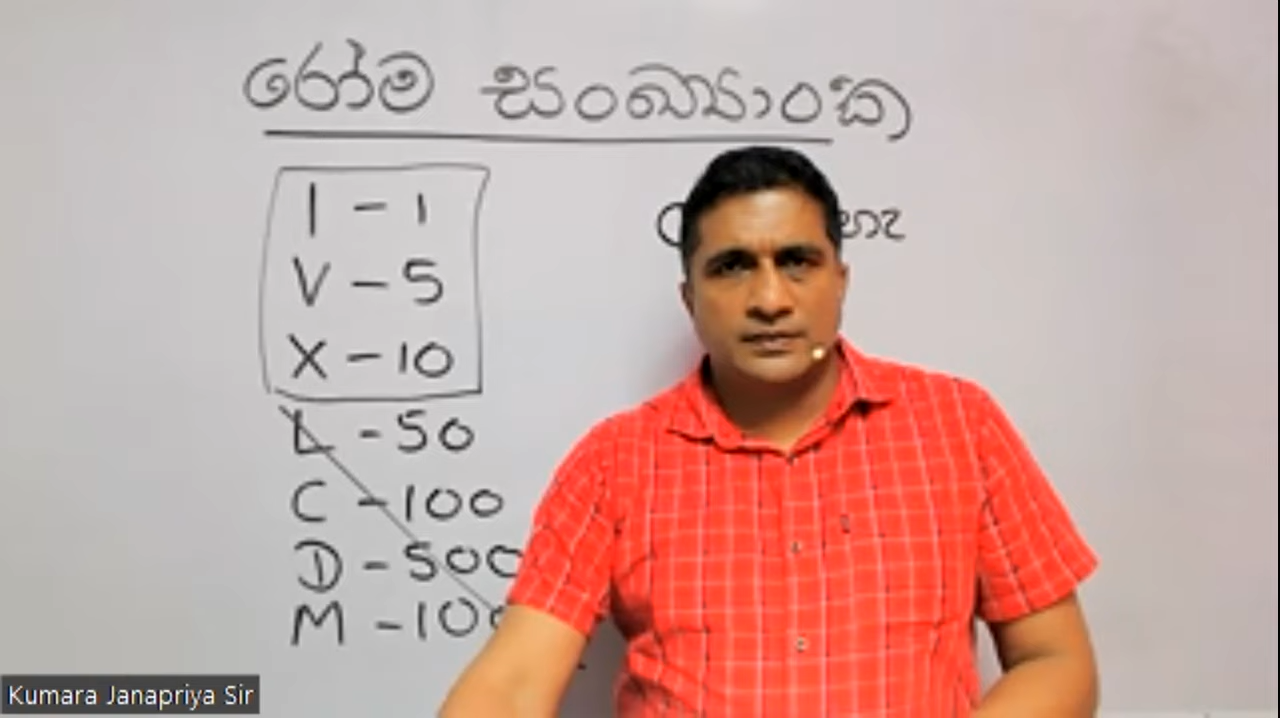 රෝම සංඛ්‍යාංක
I - 1
V - 5
X - 10
L - 50
C - 100
D - 500
M - 100
Kumara Janapriya Sir